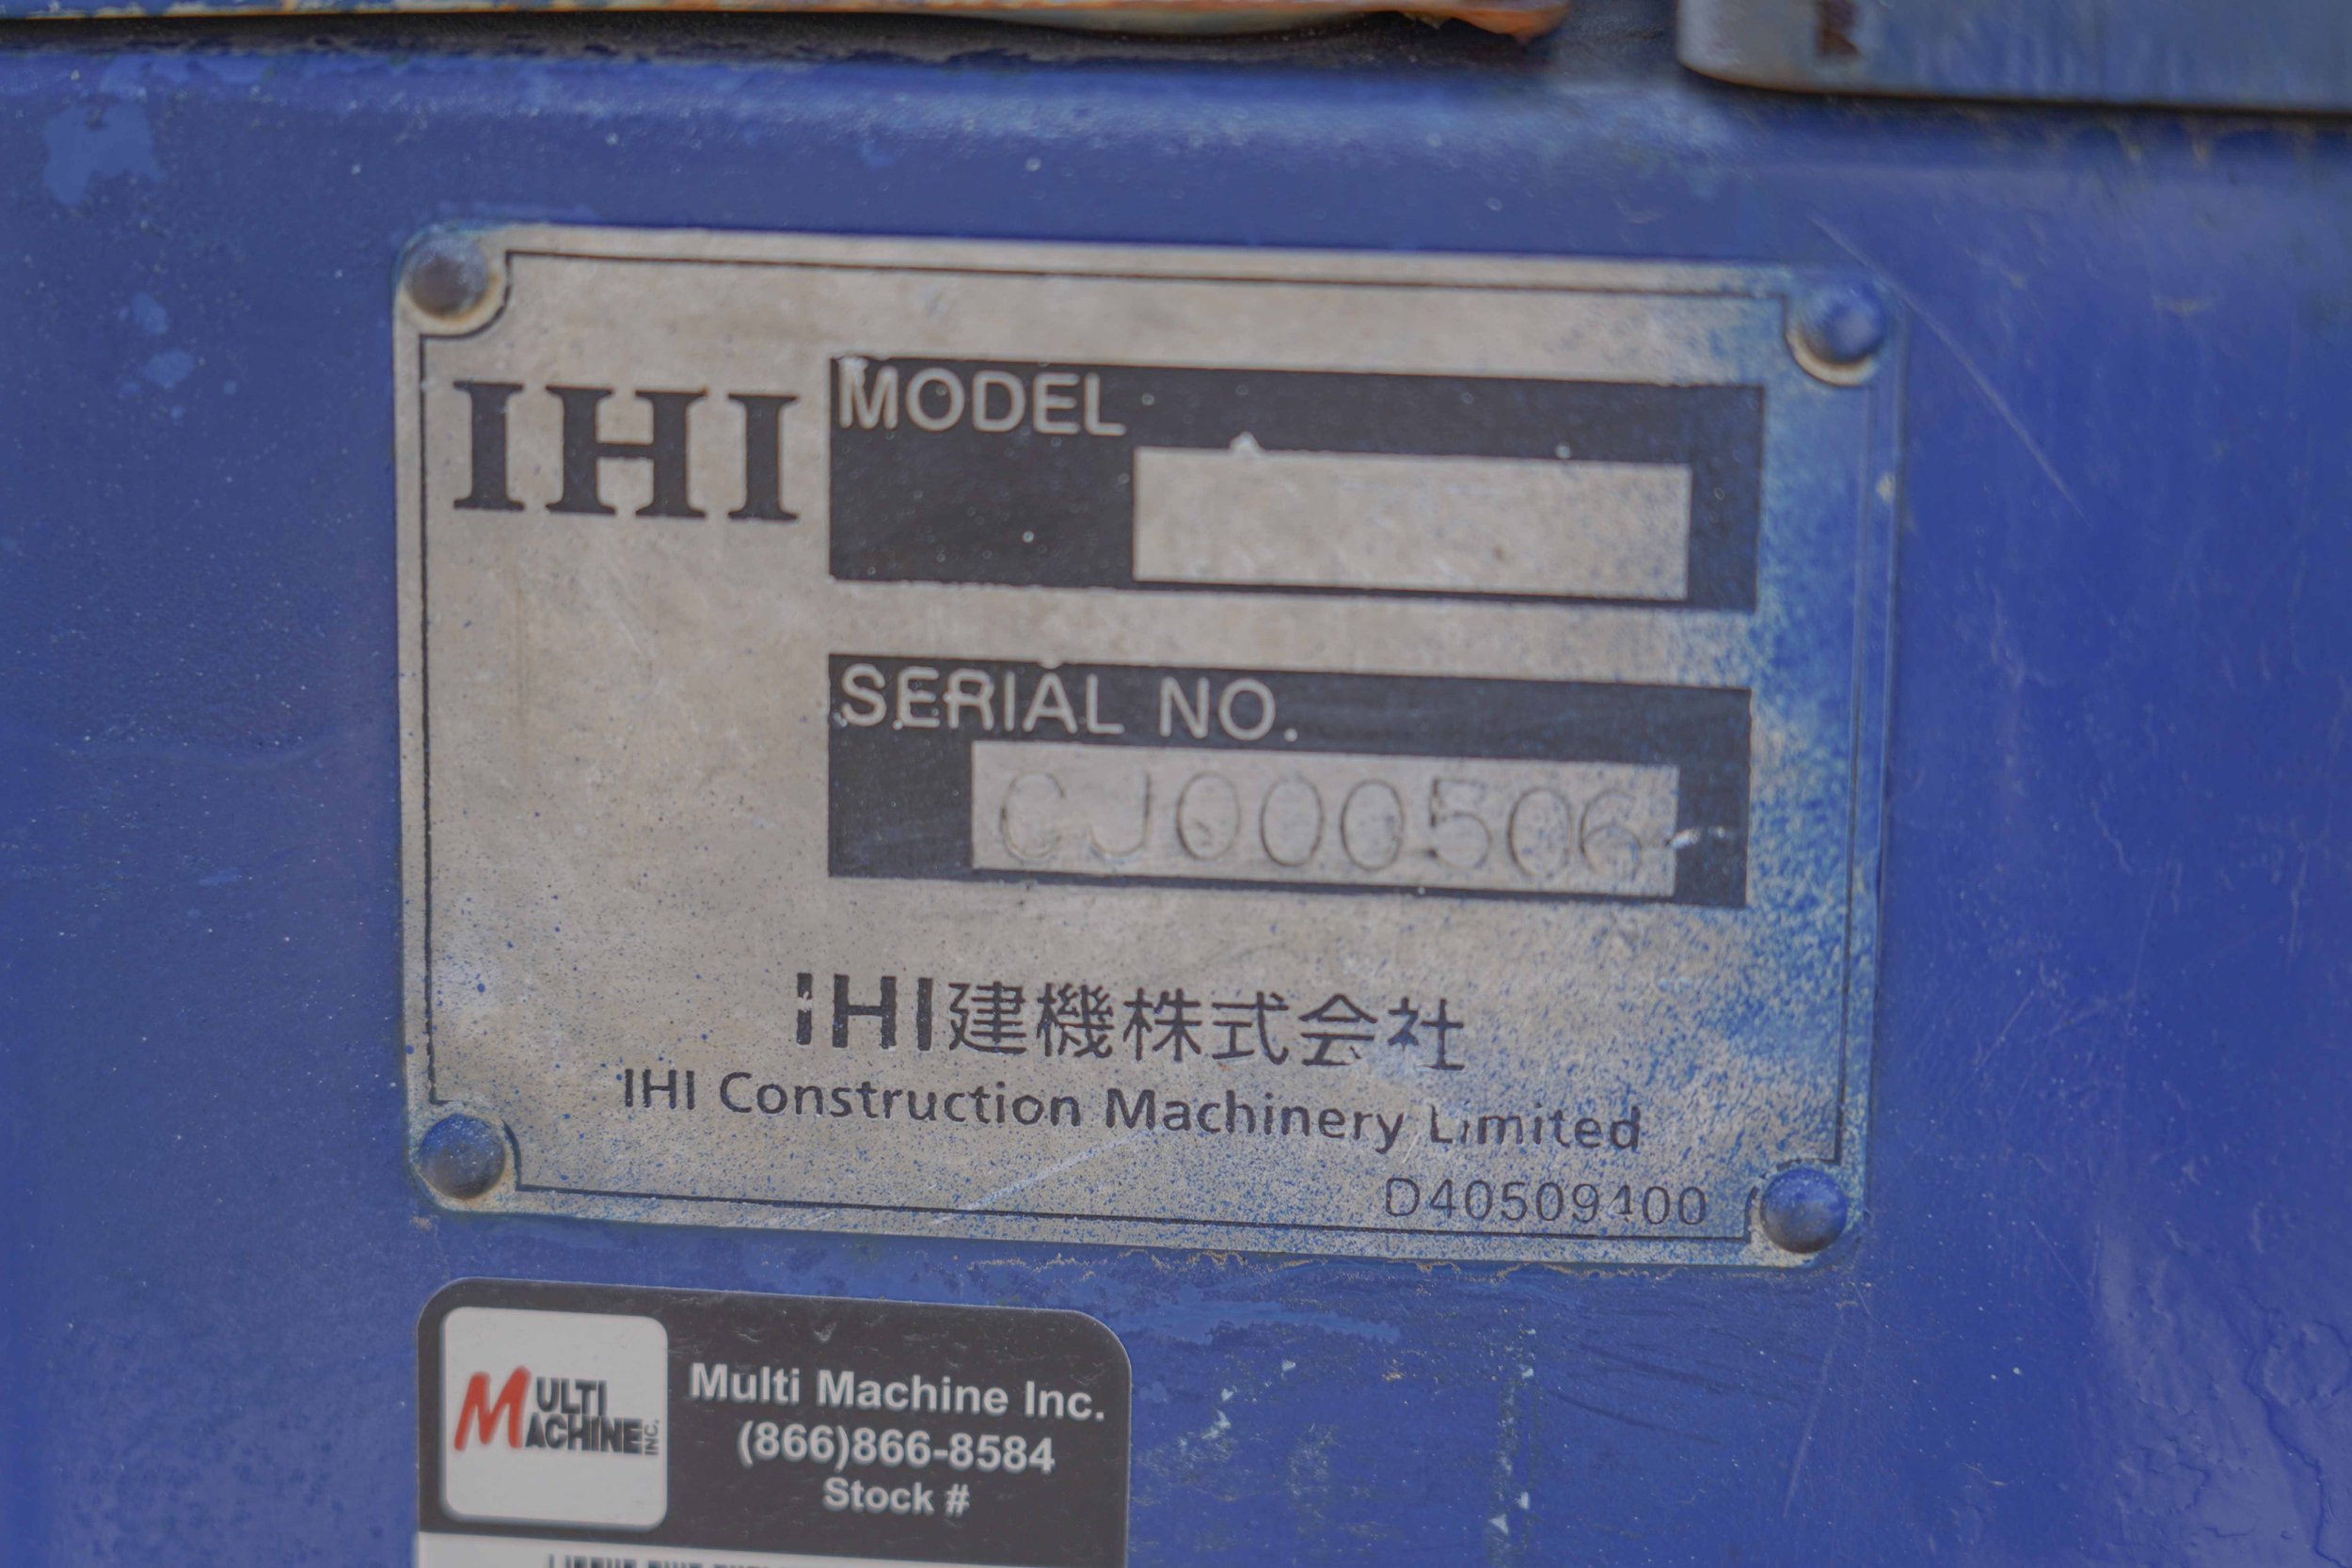 IHI
MODEL
SERIAL NO.
CJ000506
IHI建機株式会社
IHI Construction Machinery Limited
D40509100
MULTI
MACHINE INC.
Multi Machine Inc.
(866)866-8584
Stock #